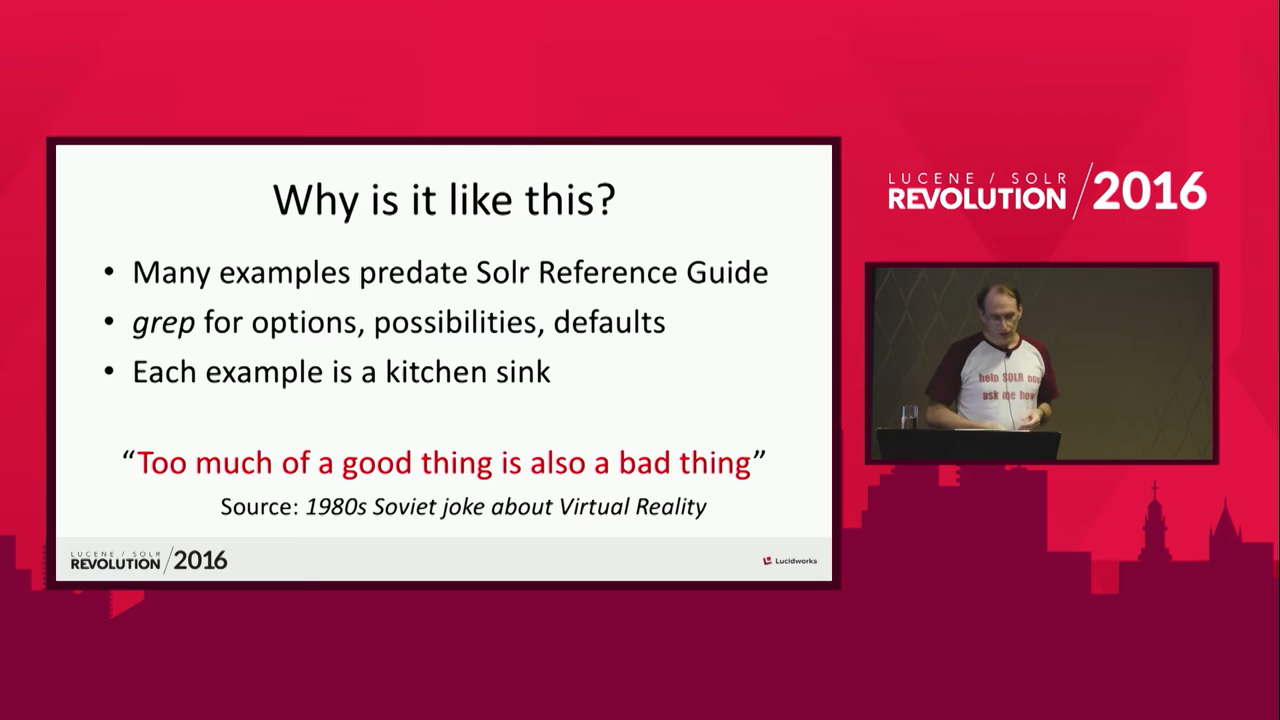 Why is it like this?
• Many examples predate Solr Reference Guide
• grep for options, possibilities, defaults
• Each example is a kitchen sink
“Too much of a good thing is also a bad thing”
Source: 1980s Soviet joke about Virtual Reality
LUCENE / SOLR
REVOLUTION / 2016
Lucidworks
LUCENE / SOLR
REVOLUTION / 2016
help SOLR
ask me how